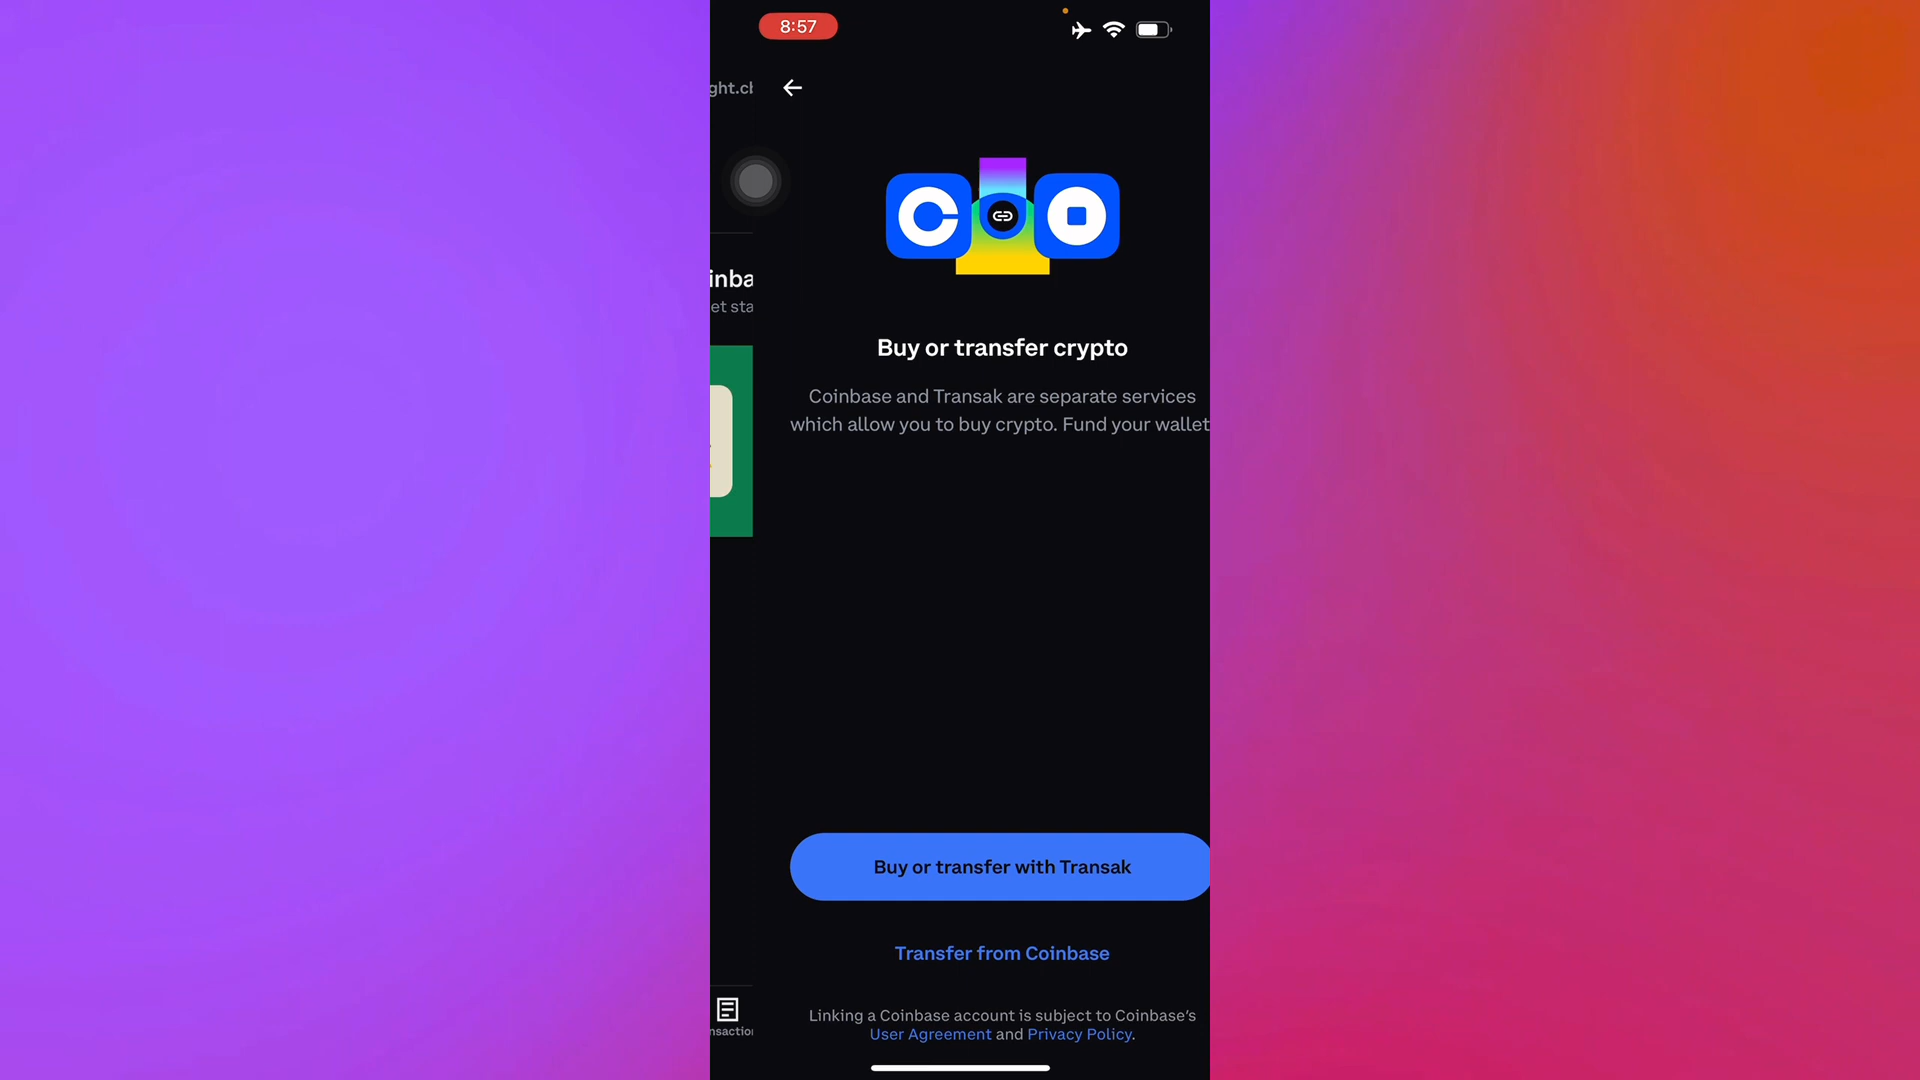 8:57
ght.cb
inba
et sta
Buy or transfer crypto
Coinbase and Transak are separate services
which allow you to buy crypto. Fund your wallet
Buy or transfer with Transak
Transfer from Coinbase
nsaction
Linking a Coinbase account is subject to Coinbase's
User Agreement and Privacy Policy.